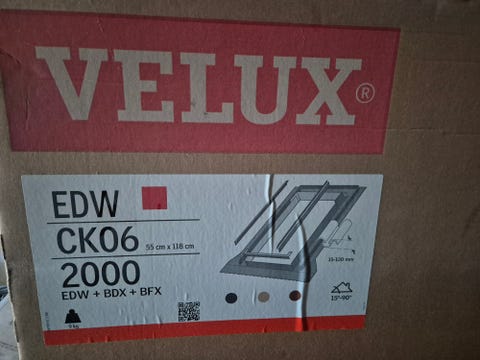 VELUX®
EDW
CK06 55 cm x 118 cm
2000
EDW + BDX + BFX
15-120 mm
9 kg
15°-90°